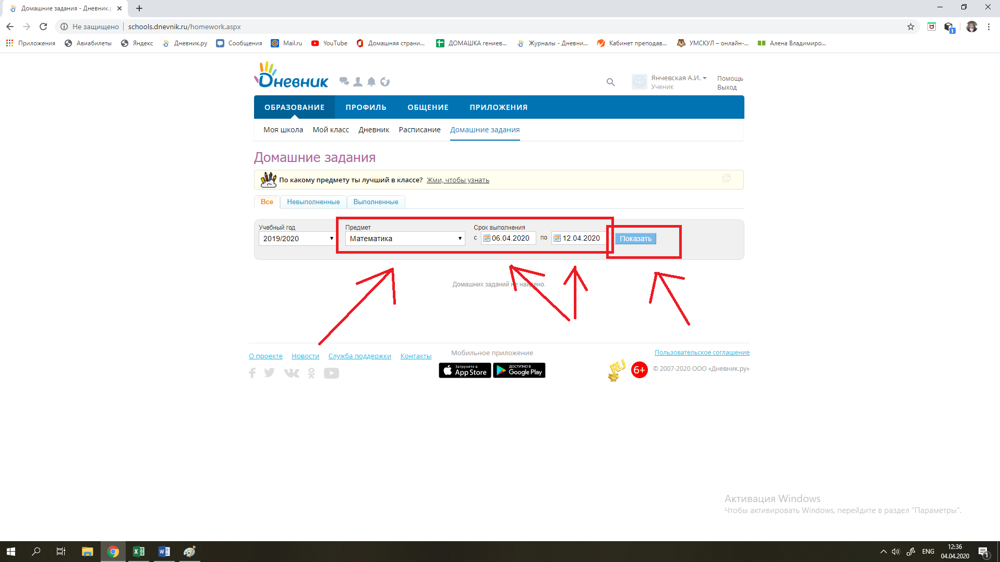 Домашние задания - Дневник.р
Не защищено schools.dnevnik.ru/homework.aspx
Приложения Авиабилеты Яндекс Дневник.ру Сообщения Mail.ru YouTube Домашняя страни... ДОМАШКА гениев... Журналы - Дневни... Кабинет преподав... УМСКУЛ – онлайн-... Алена Владимиро...
1
Дневник
Янчевская А.И. Помощь
Ученик Выход
ОБРАЗОВАНИЕ ПРОФИЛЬ ОБЩЕНИЕ ПРИЛОЖЕНИЯ
Моя школа Мой класс Дневник Расписание Домашние задания
Домашние задания
По какому предмету ты лучший в классе? Жми, чтобы узнать
Все Невыполненные Выполненные
Учебный год Предмет Срок выполнения
2019/2020 Математика с 06.04.2020 по 12.04.2020 Показать
Домашних заданий не найдено.
О проекте Новости Служба поддержки Контакты Мобильное приложение Пользовательское соглашение
Загрузите в App Store ДОСТУПНО В Google Play RU 6+ © 2007-2020 ООО «Дневник.ру»
Активация Windows
Чтобы активировать Windows, перейдите в раздел "Параметры".
ENG 12:36
04.04.2020
1